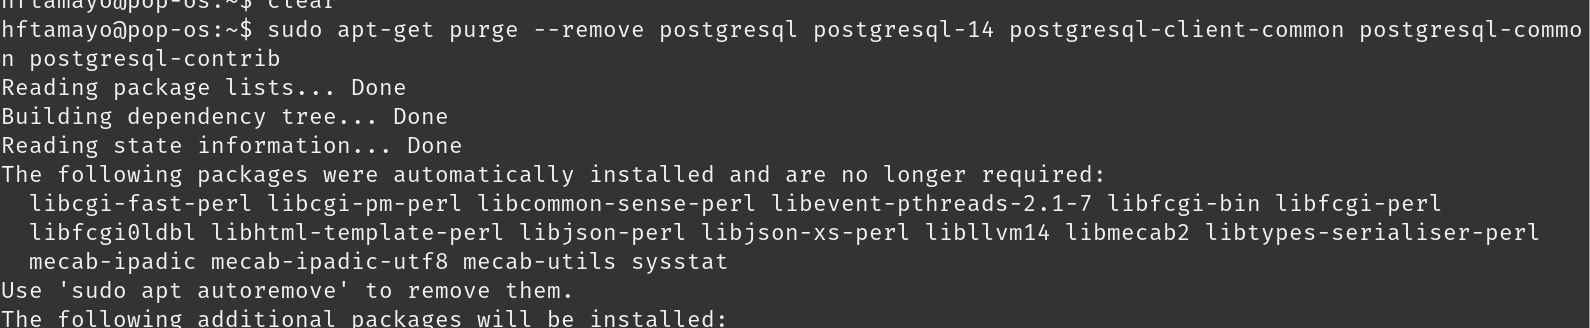 hftamayo@pop-os:~$ clear
hftamayo@pop-os:~$ sudo apt-get purge --remove postgresql postgresql-14 postgresql-client-common postgresql-commo
n postgresql-contrib
Reading package lists... Done
Building dependency tree... Done
Reading state information... Done
The following packages were automatically installed and are no longer required:
  libcgi-fast-perl libcgi-pm-perl libcommon-sense-perl libevent-pthreads-2.1-7 libfcgi-bin libfcgi-perl
  libfcgi0ldbl libhtml-template-perl libjson-perl libjson-xs-perl libllvm14 libmecab2 libtypes-serialiser-perl
  mecab-ipadic mecab-ipadic-utf8 mecab-utils sysstat
Use 'sudo apt autoremove' to remove them.
The following additional packages will be installed: